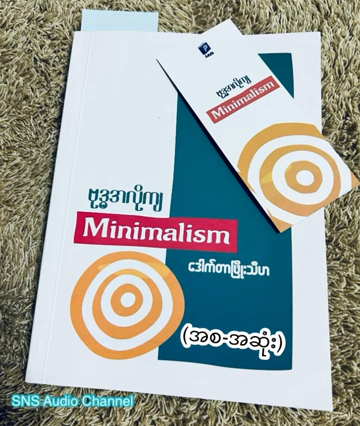 ဗုဒ္ဓအလိုကျ
Minimalism
ဗုဒ္ဓအလိုကျ
Minimalism
ဒေါက်တာဖြိုးသီဟ
(အစ-အဆုံး)
SNS Audio Channel